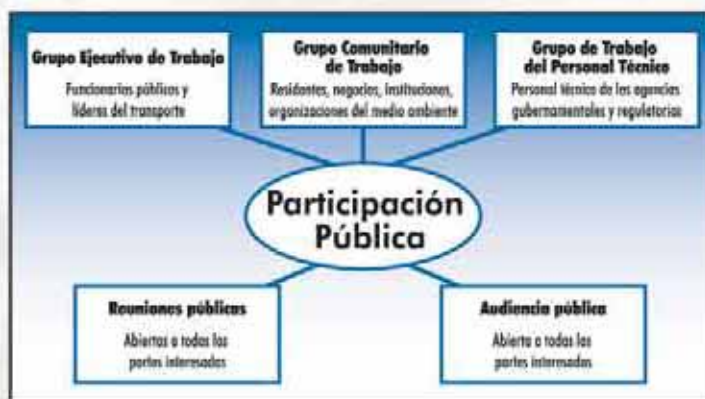 Grupo Ejecutivo de Trabajo
Funcionarios públicos y
líderes del transporte
Grupo Comunitario
de Trabajo
Residentes, negocios, instituciones,
organizaciones del medio ambiente
Grupo de Trabajo
del Personal Técnico
Personal técnico de las agencias
gubernamentales y regulatorias
Participación
Pública
Reuniones públicas
Abiertas a todas las
partes interesadas
Audiencia pública
Abierta a todas las
partes interesadas